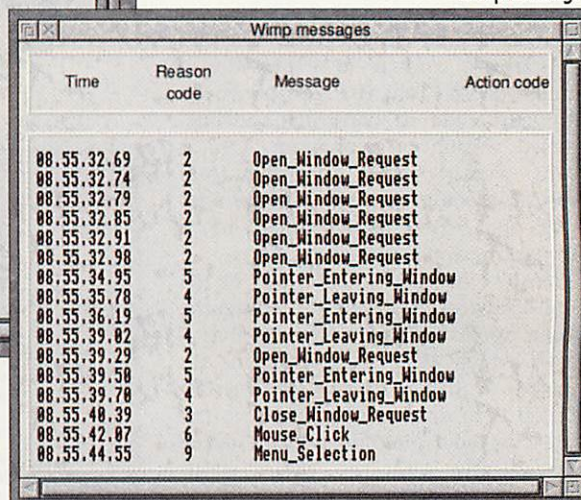 Wimp messages
Time Reason code Message Action code
08.55.32.69 2 Open_Window_Request
08.55.32.74 2 Open_Window_Request
08.55.32.79 2 Open_Window_Request
08.55.32.85 2 Open_Window_Request
08.55.32.91 2 Open_Window_Request
08.55.32.98 2 Open_Window_Request
08.55.34.95 5 Pointer_Entering_Window
08.55.35.78 4 Pointer_Leaving_Window
08.55.36.19 5 Pointer_Entering_Window
08.55.39.02 4 Pointer_Leaving_Window
08.55.39.29 2 Open_Window_Request
08.55.39.50 5 Pointer_Entering_Window
08.55.39.70 4 Pointer_Leaving_Window
08.55.40.39 3 Close_Window_Request
08.55.42.07 6 Mouse_Click
08.55.44.55 9 Menu_Selection